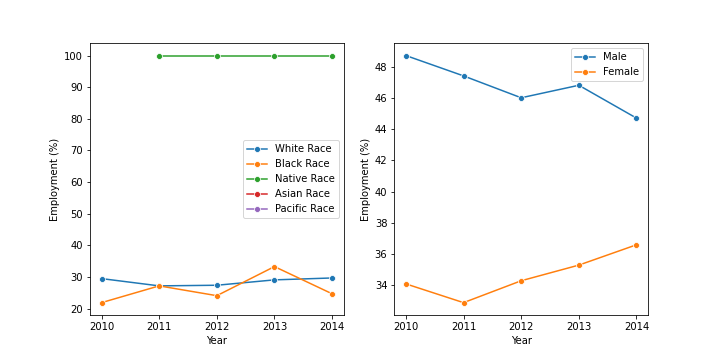 100
90
80
70
60
50
40
30
20
Employment (%)
2010 2011 2012 2013 2014
Year
White Race
Black Race
Native Race
Asian Race
Pacific Race
48
46
44
42
40
38
36
34
Employment (%)
2010 2011 2012 2013 2014
Year
Male
Female